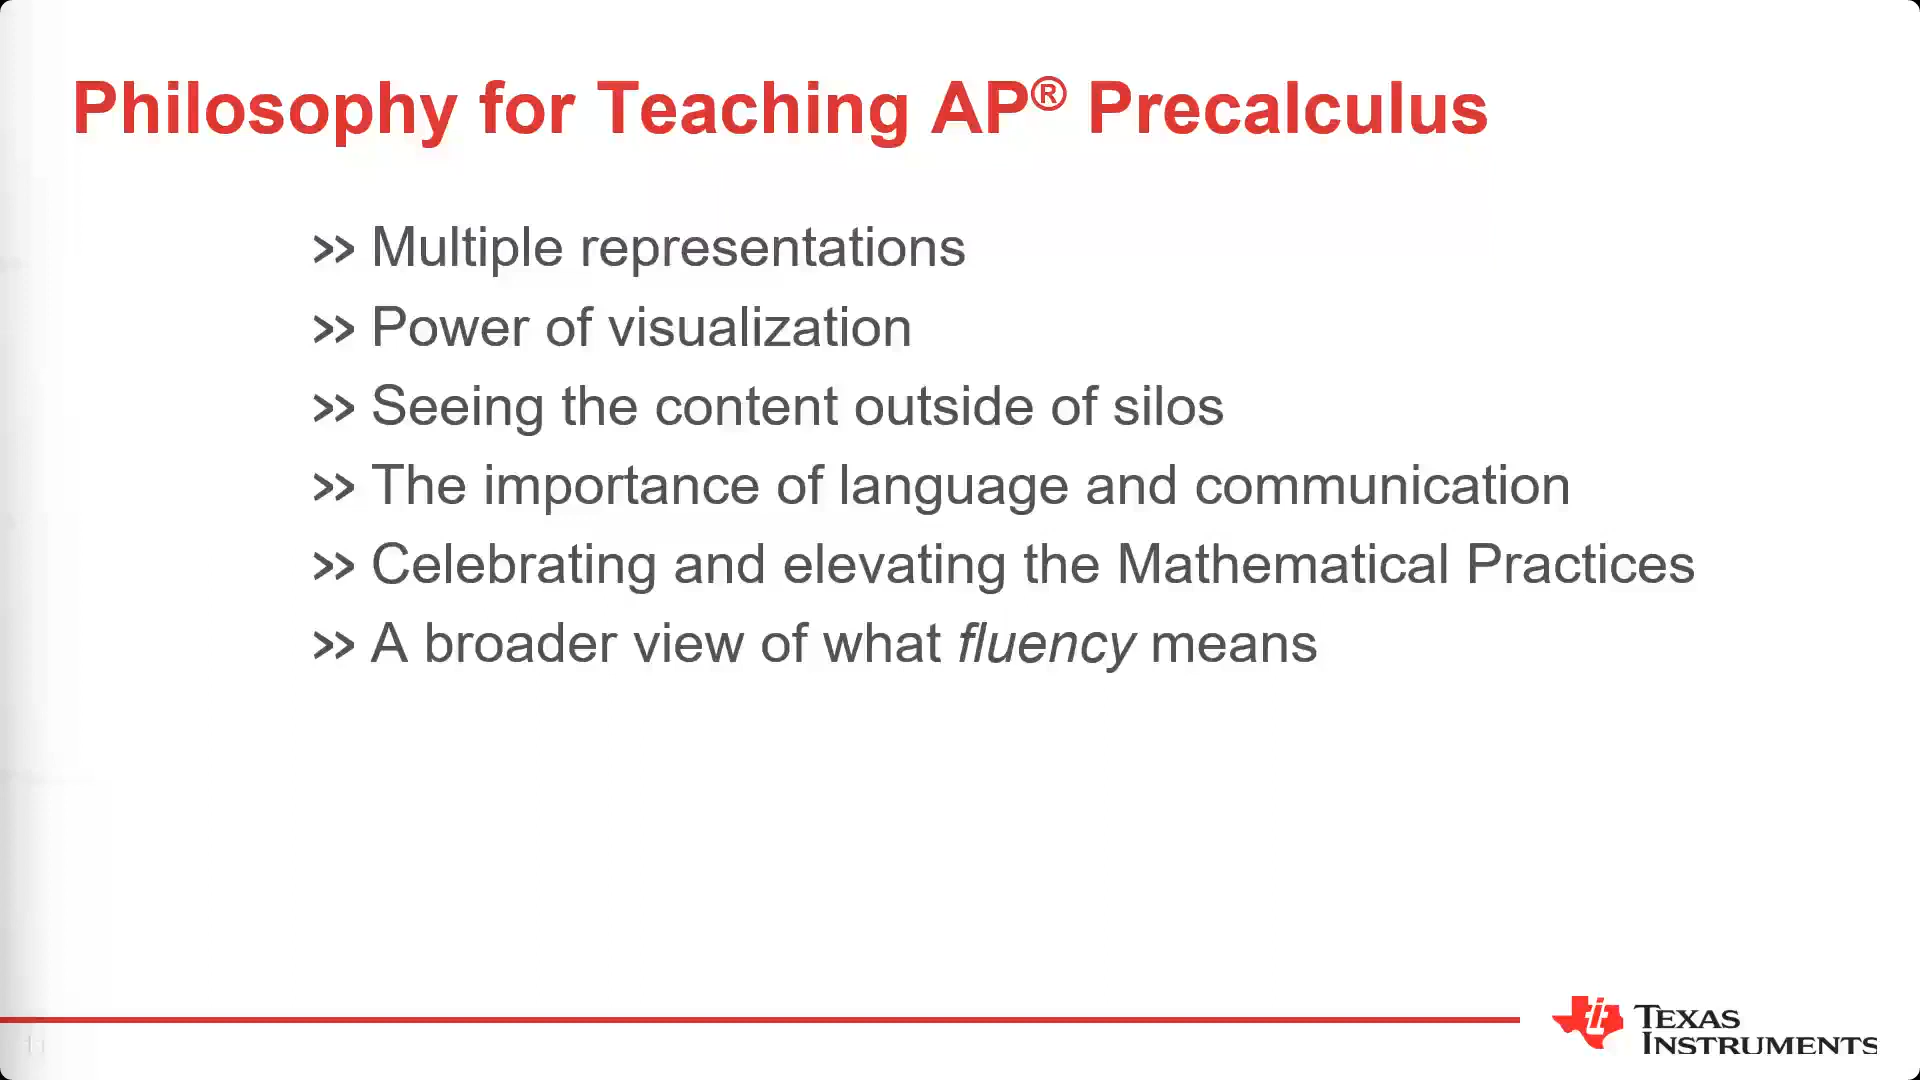 Philosophy for Teaching AP® Precalculus
>> Multiple representations
>> Power of visualization
>> Seeing the content outside of silos
>> The importance of language and communication
>> Celebrating and elevating the Mathematical Practices
>> A broader view of what fluency means
11
TEXAS
INSTRUMENTS